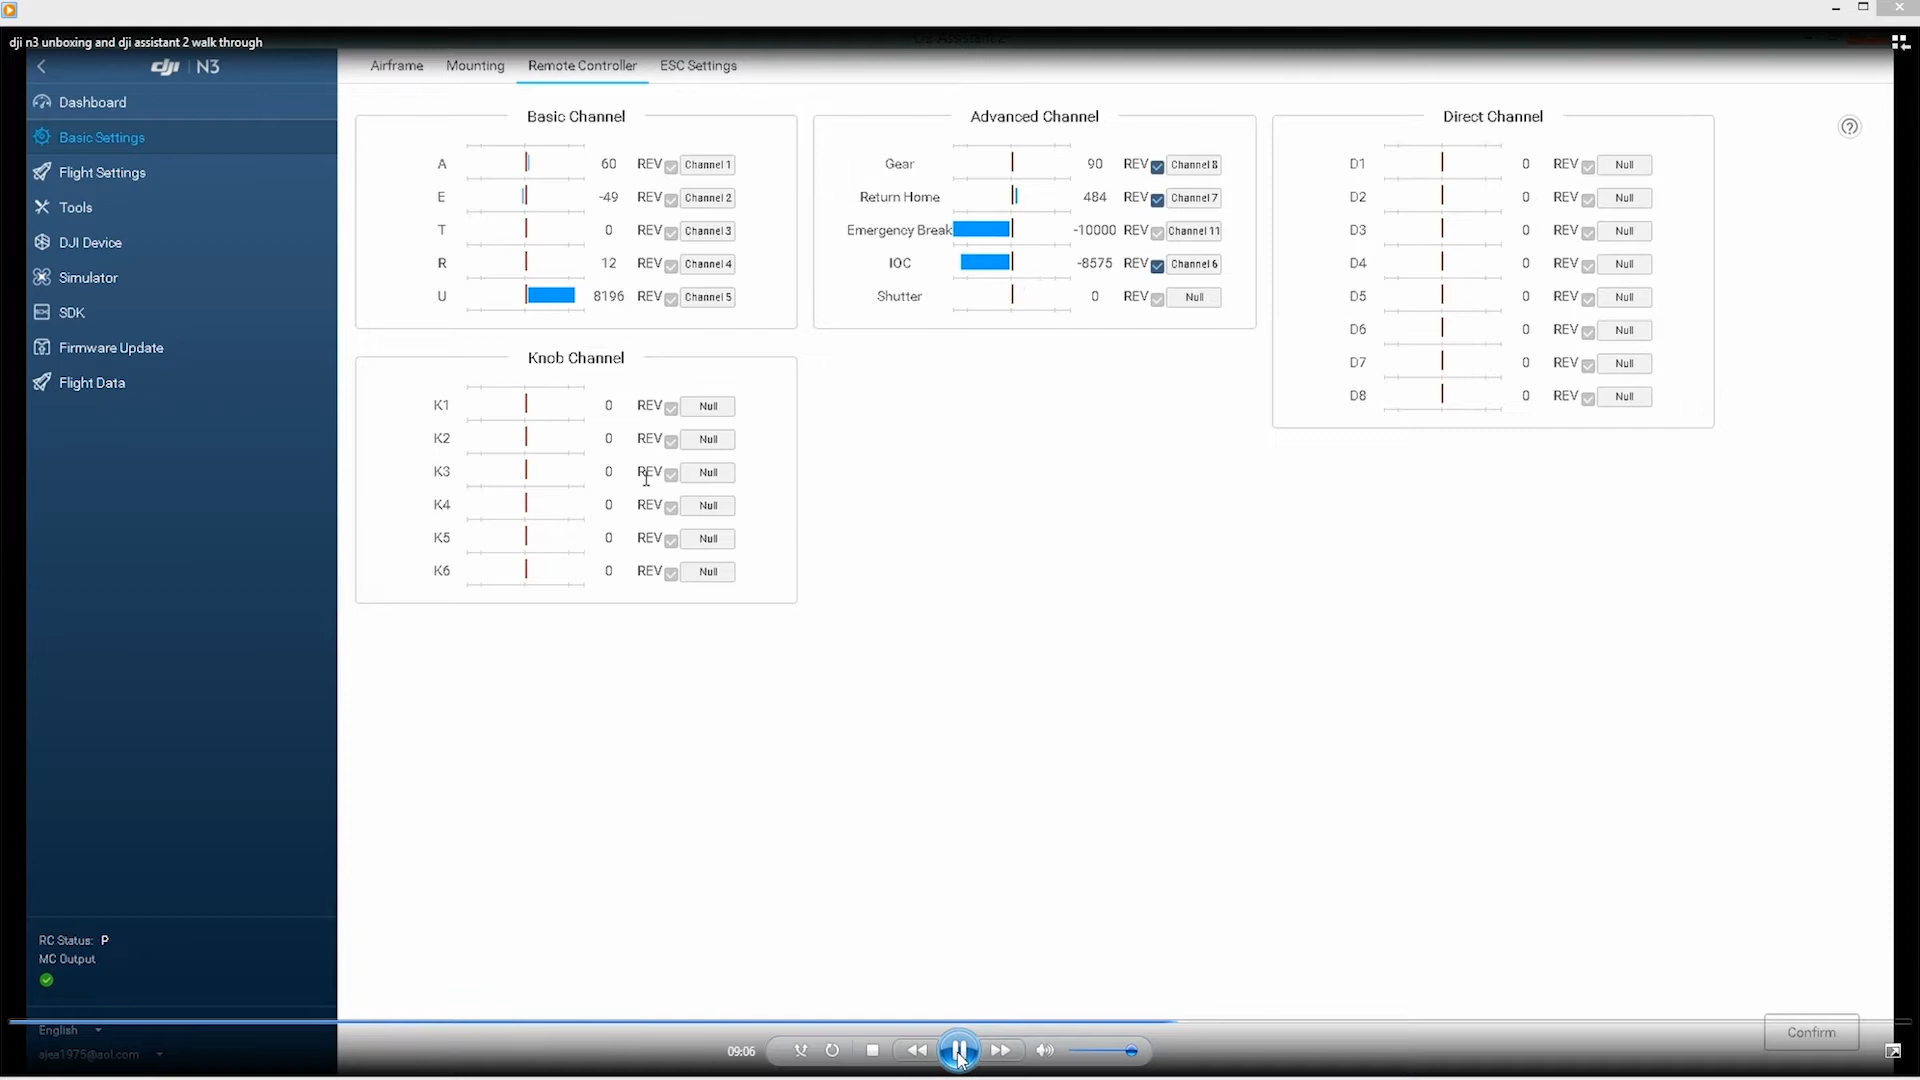 dji n3 unboxing and dji assistant 2 walk through
dji N3
Airframe Mounting Remote Controller ESC Settings
Dashboard
Basic Settings
Flight Settings
Tools
DJI Device
Simulator
SDK
Firmware Update
Flight Data
Basic Channel
A 60 REV Channel 1
E -49 REV Channel 2
T 0 REV Channel 3
R 12 REV Channel 4
U 8196 REV Channel 5
Advanced Channel
Gear 90 REV Channel 8
Return Home 484 REV Channel 7
Emergency Break -10000 REV Channel 11
IOC -8575 REV Channel 6
Shutter 0 REV Null
Direct Channel
D1 0 REV Null
D2 0 REV Null
D3 0 REV Null
D4 0 REV Null
D5 0 REV Null
D6 0 REV Null
D7 0 REV Null
D8 0 REV Null
Knob Channel
K1 0 REV Null
K2 0 REV Null
K3 0 REV Null
K4 0 REV Null
K5 0 REV Null
K6 0 REV Null
RC Status: P
MC Output
English
ajea1975@aol.com
Confirm
09:06